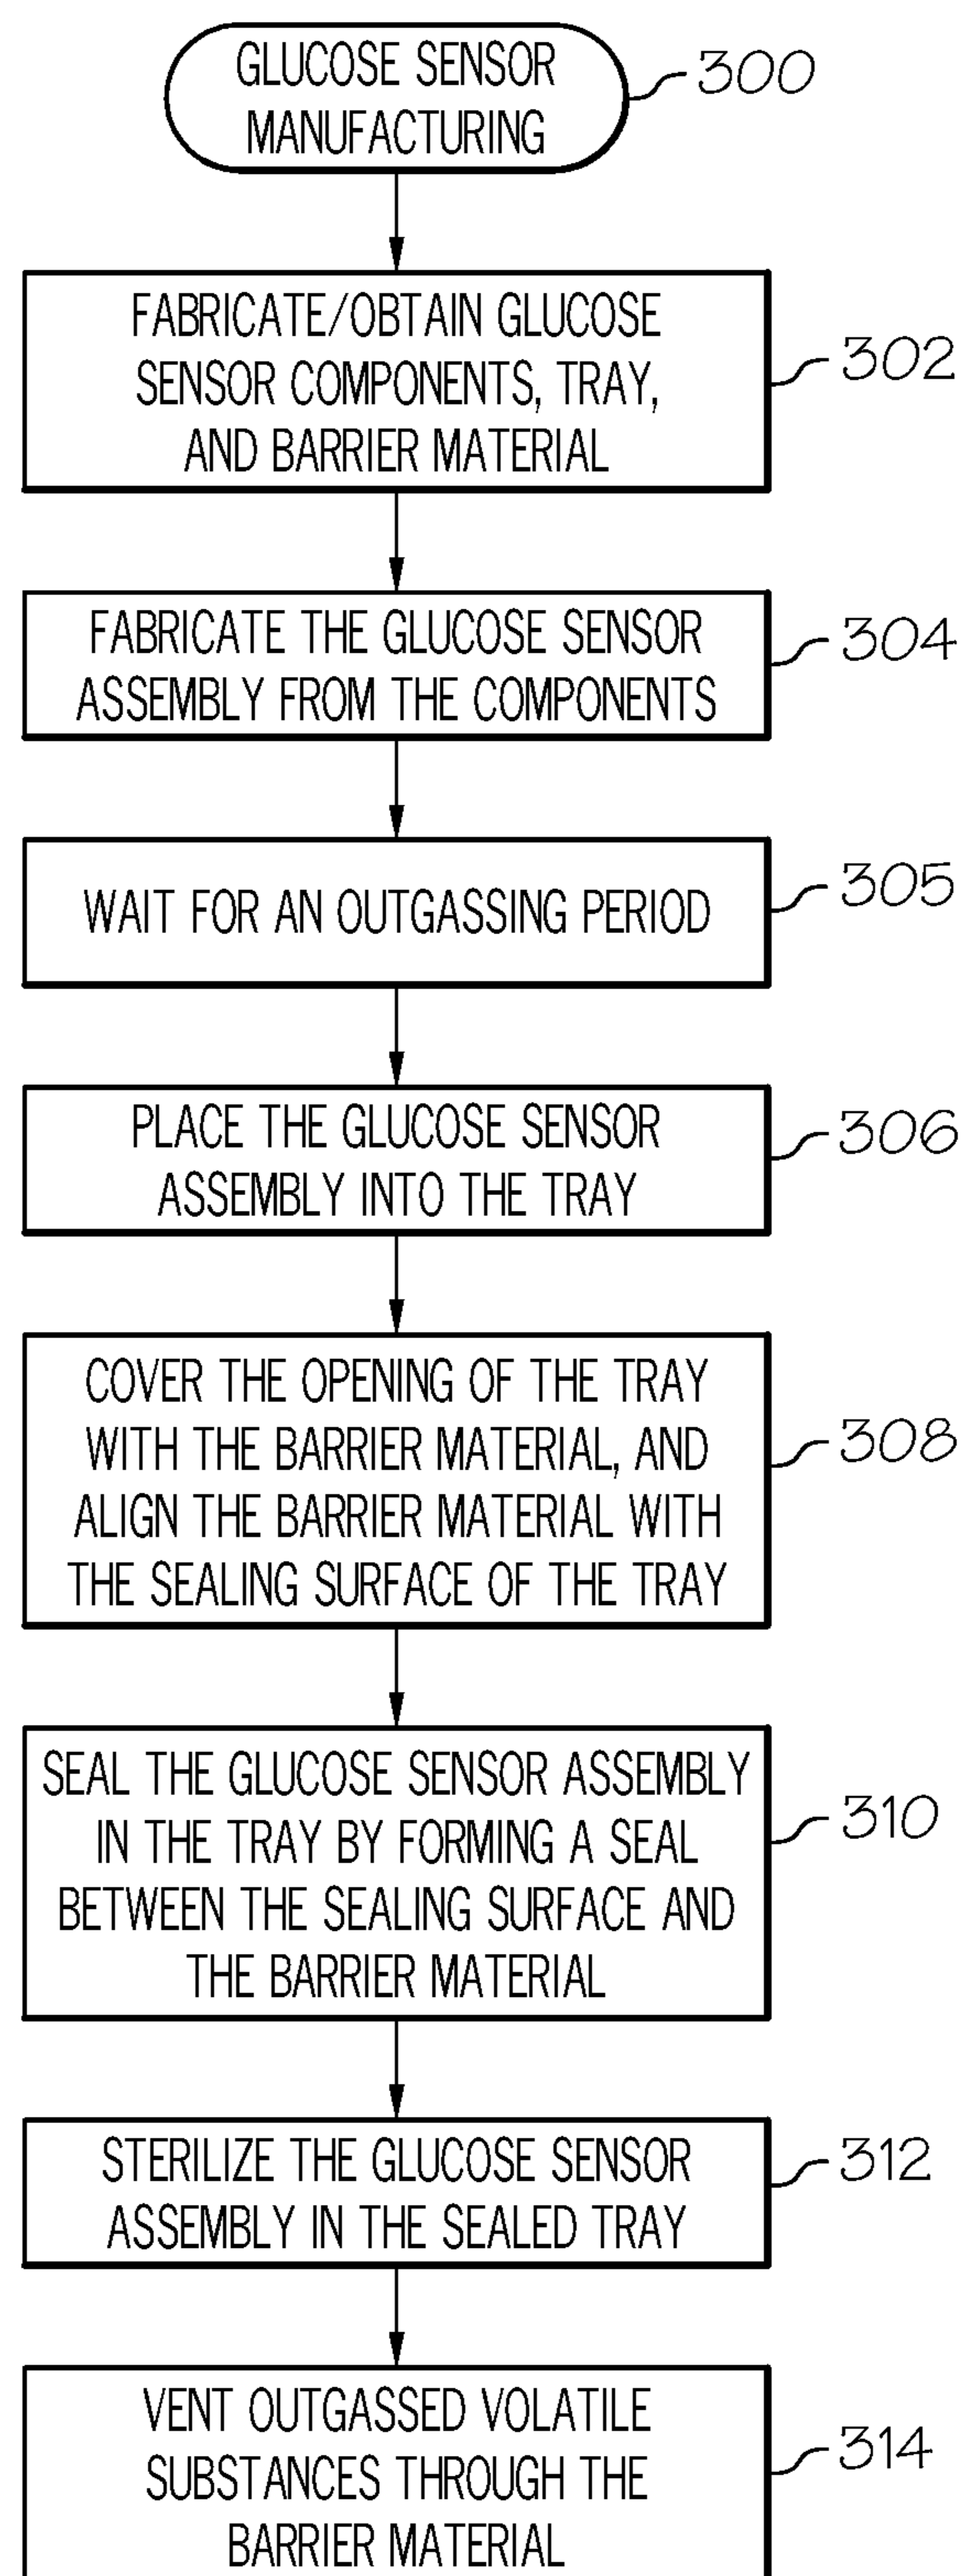 GLUCOSE SENSOR
MANUFACTURING
300
FABRICATE/OBTAIN GLUCOSE
SENSOR COMPONENTS, TRAY,
AND BARRIER MATERIAL
302
FABRICATE THE GLUCOSE SENSOR
ASSEMBLY FROM THE COMPONENTS
304
WAIT FOR AN OUTGASSING PERIOD
305
PLACE THE GLUCOSE SENSOR
ASSEMBLY INTO THE TRAY
306
COVER THE OPENING OF THE TRAY
WITH THE BARRIER MATERIAL, AND
ALIGN THE BARRIER MATERIAL WITH
THE SEALING SURFACE OF THE TRAY
308
SEAL THE GLUCOSE SENSOR ASSEMBLY
IN THE TRAY BY FORMING A SEAL
BETWEEN THE SEALING SURFACE AND
THE BARRIER MATERIAL
310
STERILIZE THE GLUCOSE SENSOR
ASSEMBLY IN THE SEALED TRAY
312
VENT OUTGASSED VOLATILE
SUBSTANCES THROUGH THE
BARRIER MATERIAL
314